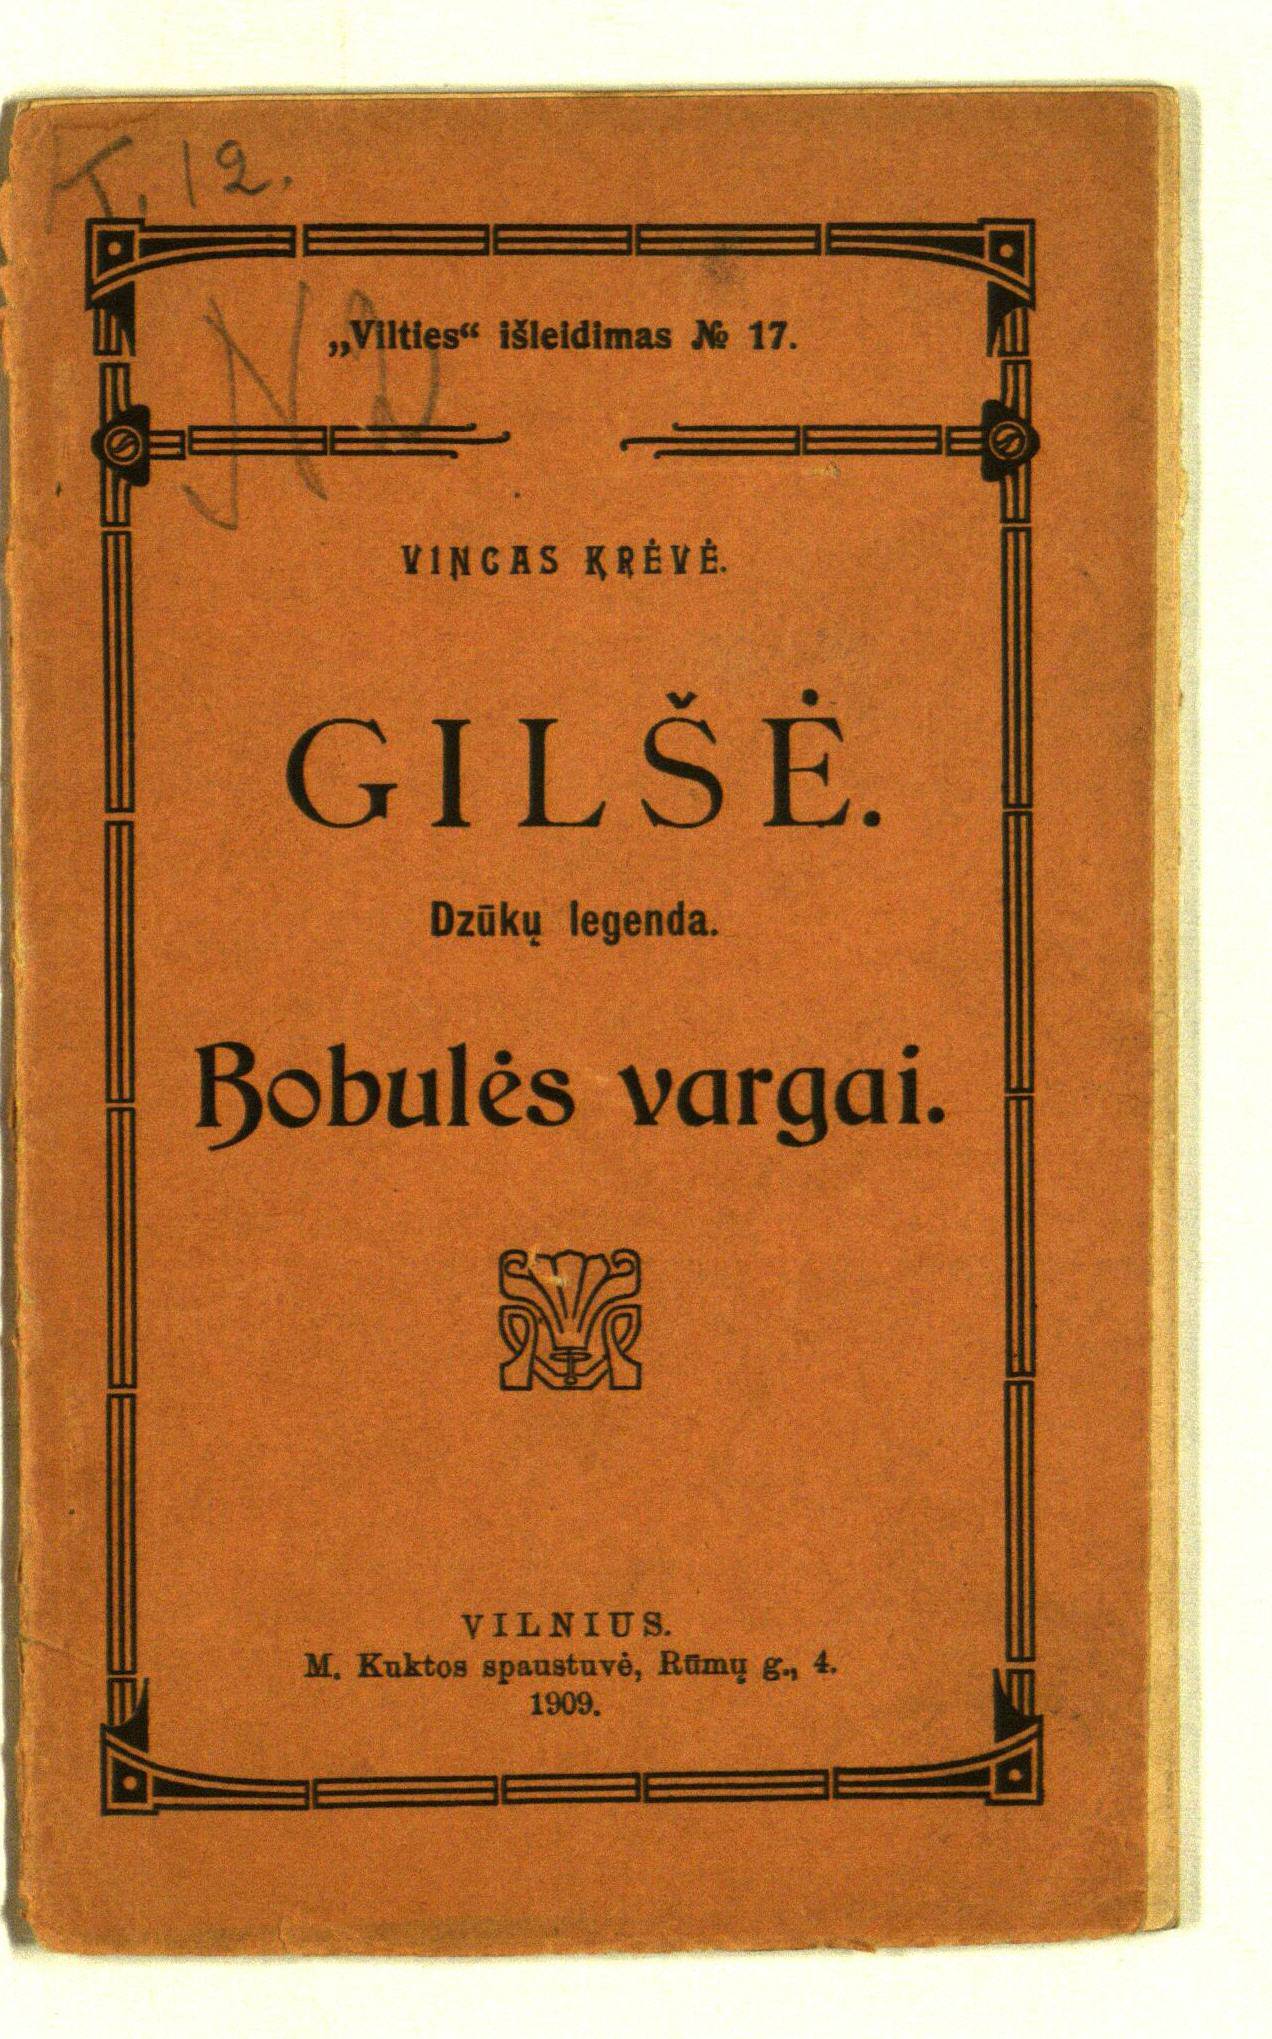 T. 12.
„Vilties“ išleidimas № 17.
VINCAS KRĖVĖ.
GILŠĖ.
Dzūkų legenda.
Bobulės vargai.
VILNIUS.
M. Kuktos spaustuvė, Rūmų g., 4.
1909.